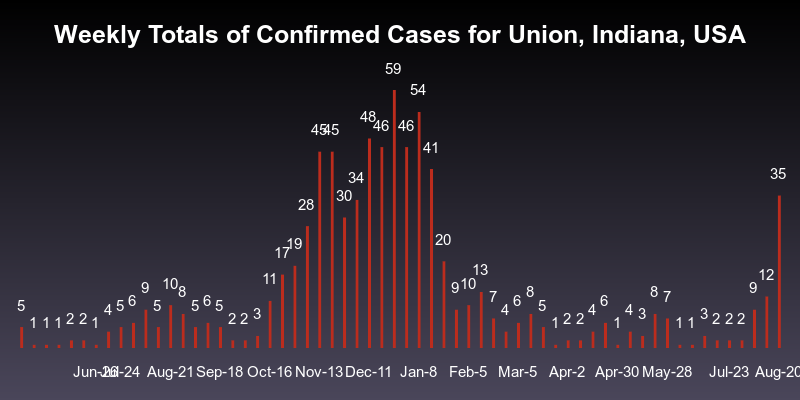 Weekly Totals of Confirmed Cases for Union, Indiana, USA
5 1 1 1 2 2 1 4 5 6 9 5 10 8 5 6 5 2 2 3 11 17 19 28 45 45 30 34 48 46 59 46 54 41 20 9 10 13 7 4 6 8 5 1 2 2 4 6 1 4 3 8 7 1 1 3 2 2 2 9 12 35
Jun-26 Jul-24 Aug-21 Sep-18 Oct-16 Nov-13 Dec-11 Jan-8 Feb-5 Mar-5 Apr-2 Apr-30 May-28 Jul-23 Aug-20